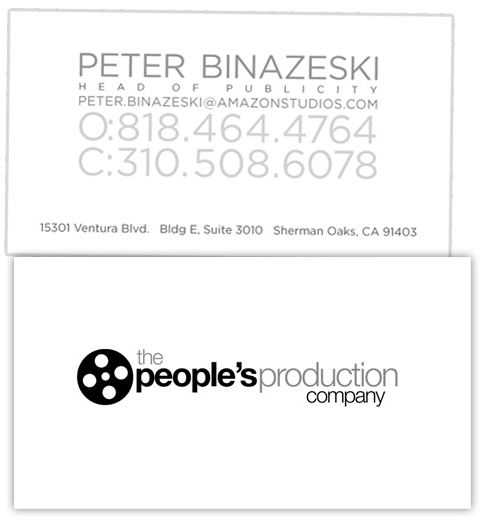 PETER BINAZESKI
HEAD OF PUBLICITY
PETER.BINAZESKI@AMAZONSTUDIOS.COM
O:818.464.4764
C:310.508.6078
15301 Ventura Blvd. Bldg E, Suite 3010 Sherman Oaks, CA 91403
the
people's production
company